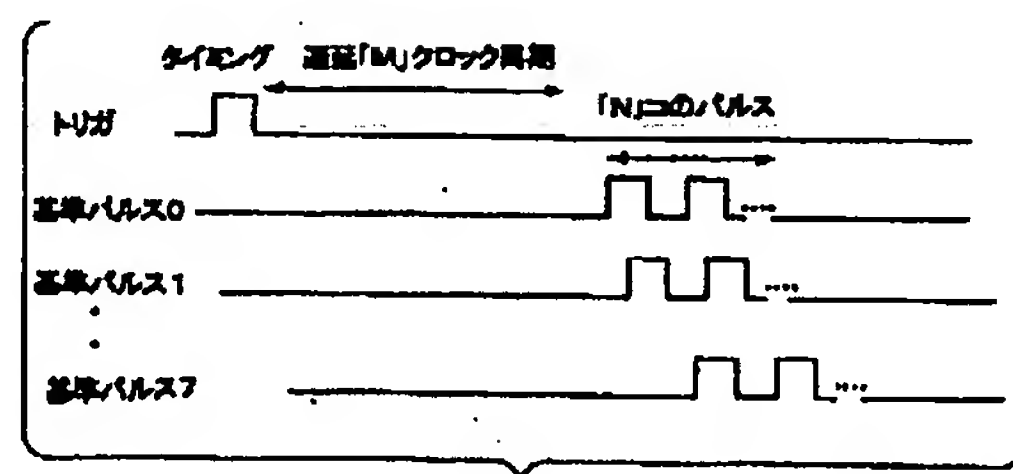 タイミング 遅延「M」クロック周期
トリガ
「N」コのパルス
基準パルス0
基準パルス1
基準パルス7